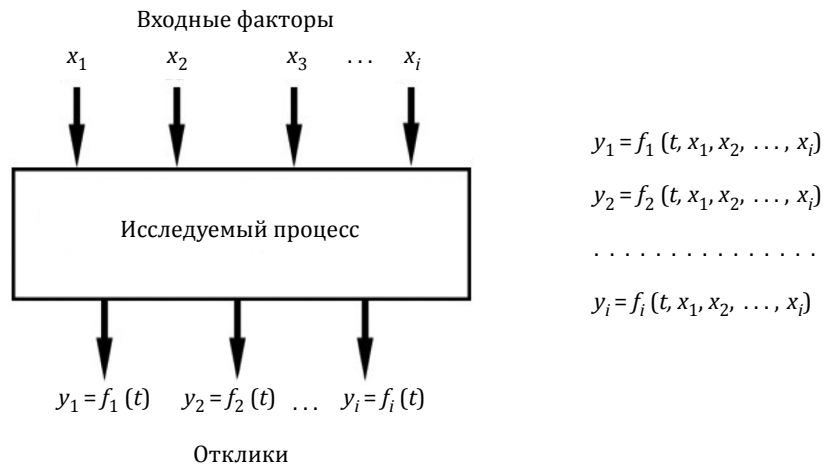 Входные факторы
x₁ x₂ x₃ ... xᵢ
Исследуемый процесс
y₁ = f₁ (t) y₂ = f₂ (t) ... yᵢ = fᵢ (t)
Отклики
y₁ = f₁ (t, x₁, x₂, ..., xᵢ)
y₂ = f₂ (t, x₁, x₂, ..., xᵢ)
. . . . . . . . . . . . . . .
yᵢ = fᵢ (t, x₁, x₂, ..., xᵢ)